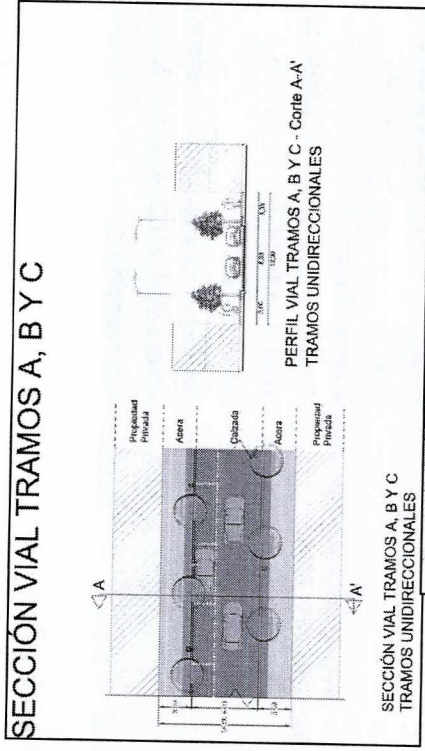 SECCIÓN VIAL TRAMOS A, B Y C
A
Propiedad
Privada
Acera
Calzada
Acera
Propiedad
Privada
A'
SECCIÓN VIAL TRAMOS A, B Y C
TRAMOS UNIDIRECCIONALES
PERFIL VIAL TRAMOS A, B Y C - Corte A-A'
TRAMOS UNIDIRECCIONALES